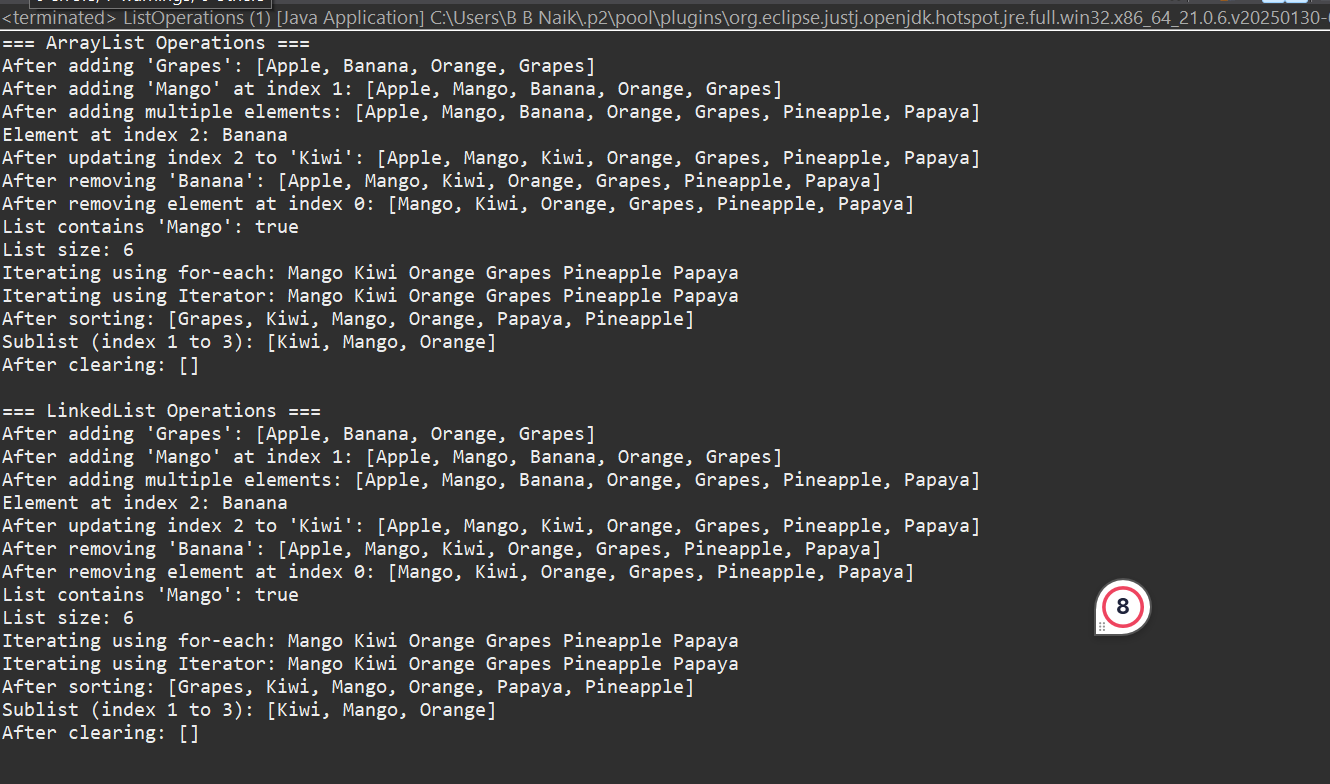 <terminated> ListOperations (1) [Java Application] C:\Users\B B Naik\.p2\pool\plugins\org.eclipse.justj.openjdk.hotspot.jre.full.win32.x86_64_21.0.6.v20250130-
=== ArrayList Operations ===
After adding 'Grapes': [Apple, Banana, Orange, Grapes]
After adding 'Mango' at index 1: [Apple, Mango, Banana, Orange, Grapes]
After adding multiple elements: [Apple, Mango, Banana, Orange, Grapes, Pineapple, Papaya]
Element at index 2: Banana
After updating index 2 to 'Kiwi': [Apple, Mango, Kiwi, Orange, Grapes, Pineapple, Papaya]
After removing 'Banana': [Apple, Mango, Kiwi, Orange, Grapes, Pineapple, Papaya]
After removing element at index 0: [Mango, Kiwi, Orange, Grapes, Pineapple, Papaya]
List contains 'Mango': true
List size: 6
Iterating using for-each: Mango Kiwi Orange Grapes Pineapple Papaya
Iterating using Iterator: Mango Kiwi Orange Grapes Pineapple Papaya
After sorting: [Grapes, Kiwi, Mango, Orange, Papaya, Pineapple]
Sublist (index 1 to 3): [Kiwi, Mango, Orange]
After clearing: []

=== LinkedList Operations ===
After adding 'Grapes': [Apple, Banana, Orange, Grapes]
After adding 'Mango' at index 1: [Apple, Mango, Banana, Orange, Grapes]
After adding multiple elements: [Apple, Mango, Banana, Orange, Grapes, Pineapple, Papaya]
Element at index 2: Banana
After updating index 2 to 'Kiwi': [Apple, Mango, Kiwi, Orange, Grapes, Pineapple, Papaya]
After removing 'Banana': [Apple, Mango, Kiwi, Orange, Grapes, Pineapple, Papaya]
After removing element at index 0: [Mango, Kiwi, Orange, Grapes, Pineapple, Papaya]
List contains 'Mango': true
List size: 6
Iterating using for-each: Mango Kiwi Orange Grapes Pineapple Papaya
Iterating using Iterator: Mango Kiwi Orange Grapes Pineapple Papaya
After sorting: [Grapes, Kiwi, Mango, Orange, Papaya, Pineapple]
Sublist (index 1 to 3): [Kiwi, Mango, Orange]
After clearing: []
8